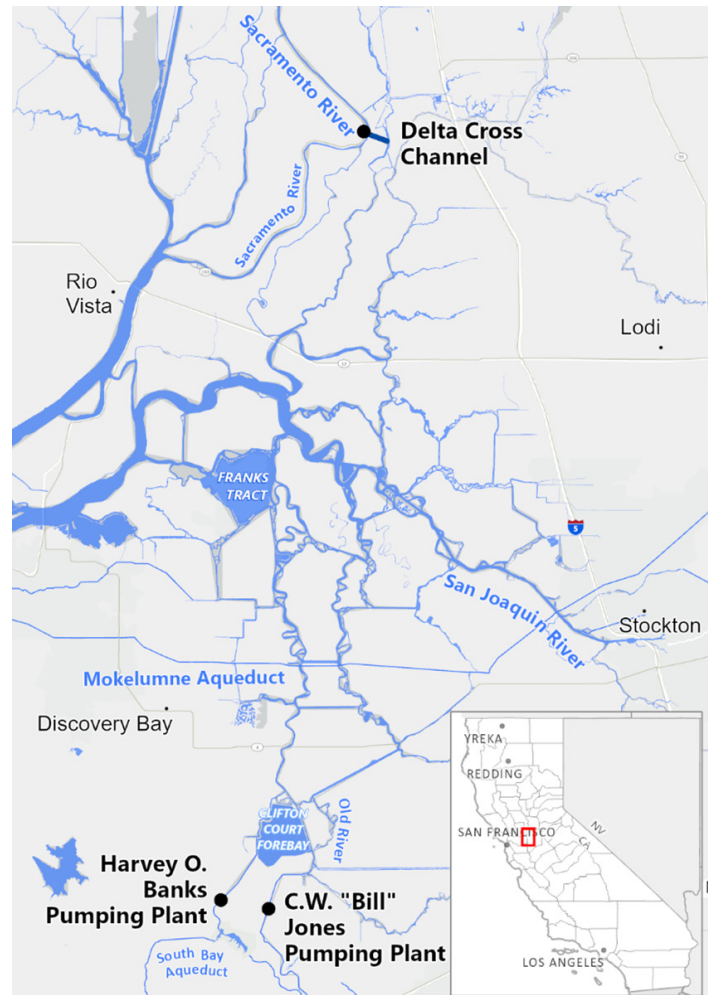 Sacramento River
Delta Cross
Channel
Sacramento River
Rio
Vista
Lodi
FRANKS
TRACT
5
San Joaquin River
Stockton
Mokelumne Aqueduct
Discovery Bay
4
CLIFTON
COURT
FOREBAY
Old River
Harvey O.
Banks
Pumping Plant
C.W. "Bill"
Jones
Pumping Plant
South Bay
Aqueduct
YREKA
REDDING
SAN FRANCISCO
NV
CA
LOS ANGELES